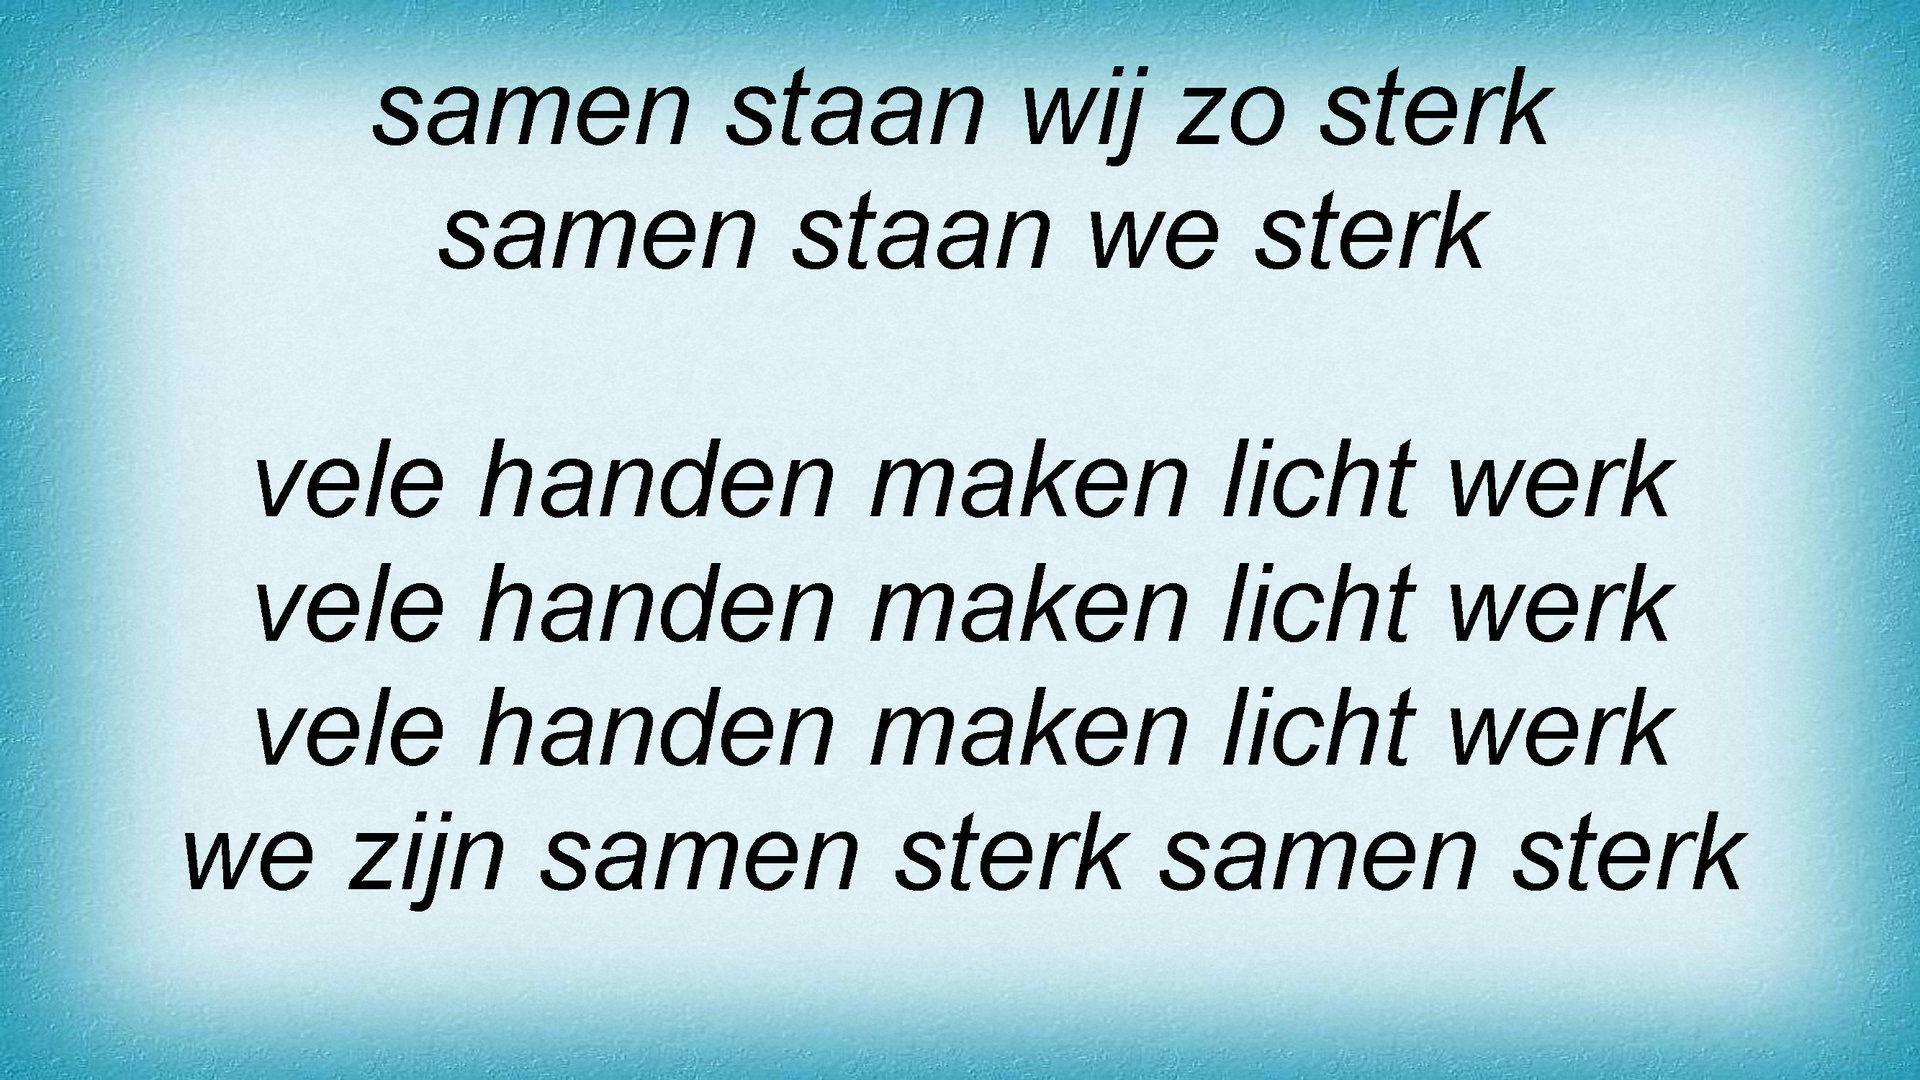 samen staan wij zo sterk
samen staan we sterk
vele handen maken licht werk
vele handen maken licht werk
vele handen maken licht werk
we zijn samen sterk samen sterk